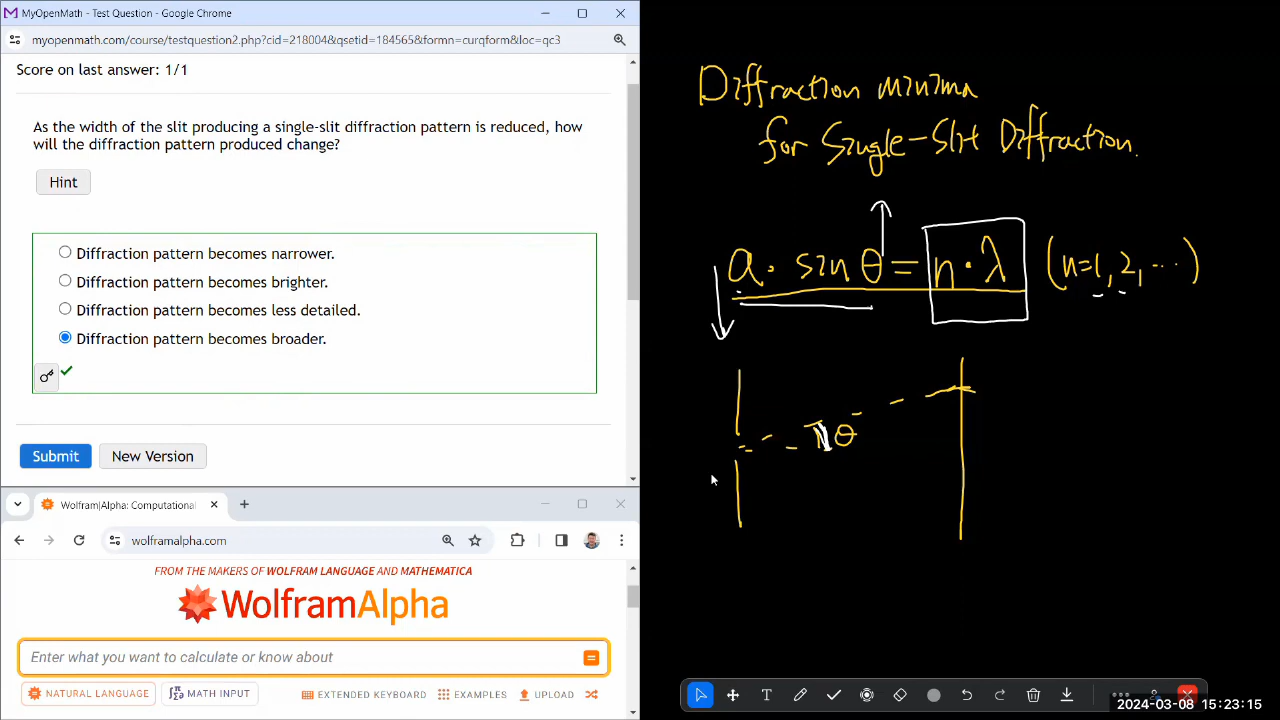 MyOpenMath - Test Question - Google Chrome
myopenmath.com/course/testquestion2.php?cid=218004&qsetid=184565&formn=curqform&loc=qc3
Score on last answer: 1/1
As the width of the slit producing a single-slit diffraction pattern is reduced, how
will the diffraction pattern produced change?
Hint
Diffraction pattern becomes narrower.
Diffraction pattern becomes brighter.
Diffraction pattern becomes less detailed.
Diffraction pattern becomes broader.
Submit
New Version
Wolfram|Alpha: Computational
wolframalpha.com
FROM THE MAKERS OF WOLFRAM LANGUAGE AND MATHEMATICA
WolframAlpha
Enter what you want to calculate or know about
NATURAL LANGUAGE
MATH INPUT
EXTENDED KEYBOARD
EXAMPLES
UPLOAD
Diffraction minima
for Single-Slit Diffraction.
a · sin θ = n · λ (n=1, 2, ...)
θ
2024-03-08 15:23:15